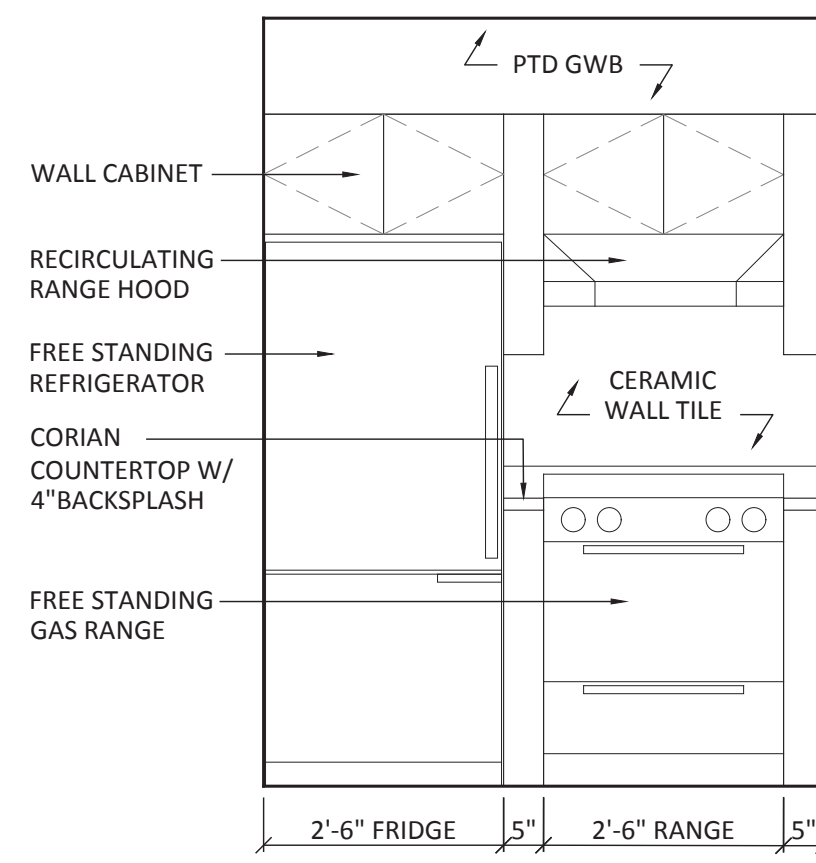 PTD GWB
WALL CABINET
RECIRCULATING
RANGE HOOD
FREE STANDING
REFRIGERATOR
CERAMIC
WALL TILE
CORIAN
COUNTERTOP W/
4"BACKSPLASH
FREE STANDING
GAS RANGE
2'-6" FRIDGE
5"
2'-6" RANGE
5"